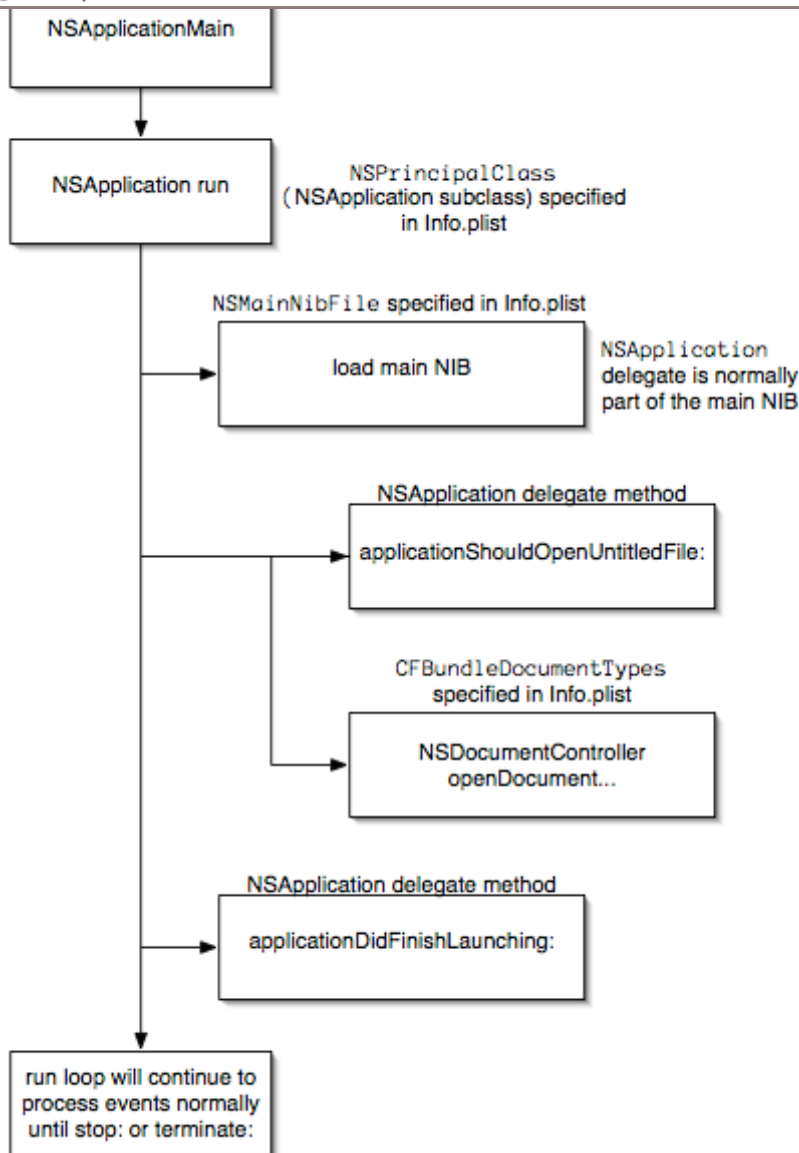 NSApplicationMain
NSApplication run
NSPrincipalClass
(NSApplication subclass) specified
in Info.plist
NSMainNibFile specified in Info.plist
load main NIB
NSApplication
delegate is normally
part of the main NIB
NSApplication delegate method
applicationShouldOpenUntitledFile:
CFBundleDocumentTypes
specified in Info.plist
NSDocumentController
openDocument...
NSApplication delegate method
applicationDidFinishLaunching:
run loop will continue to
process events normally
until stop: or terminate: